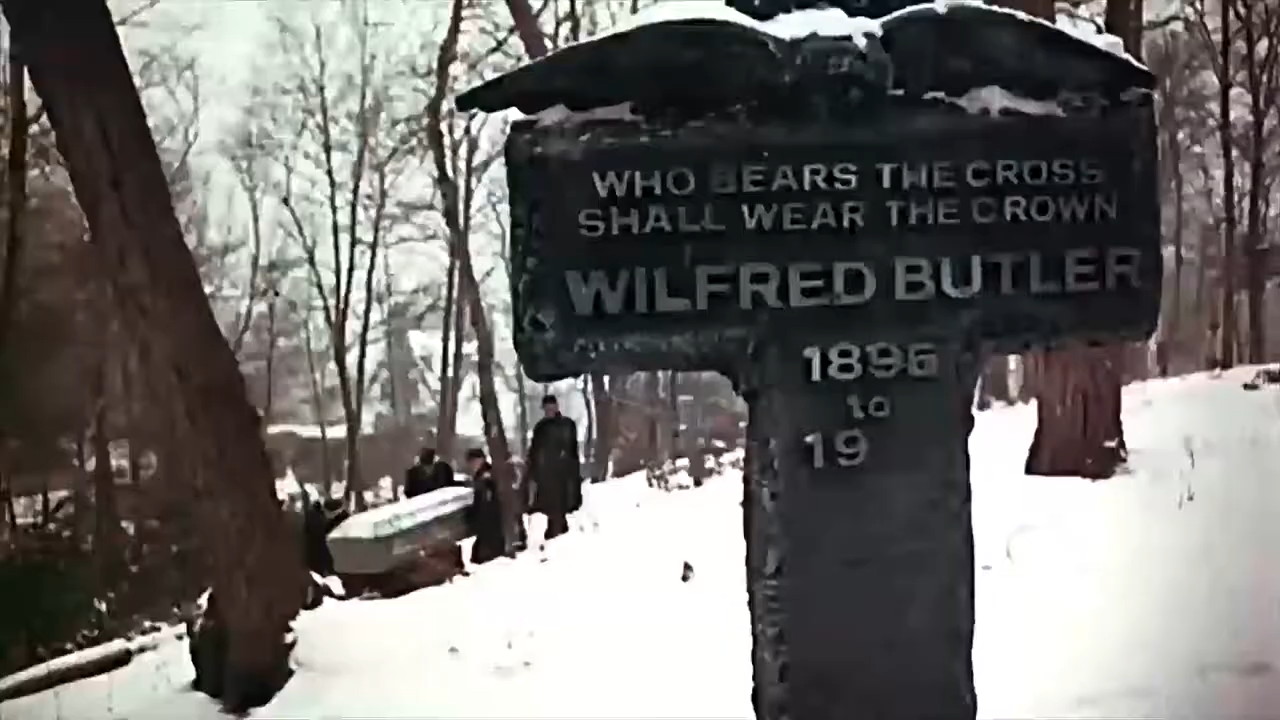 WHO BEARS THE CROSS
SHALL WEAR THE CROWN
WILFRED BUTLER
1896
to
19